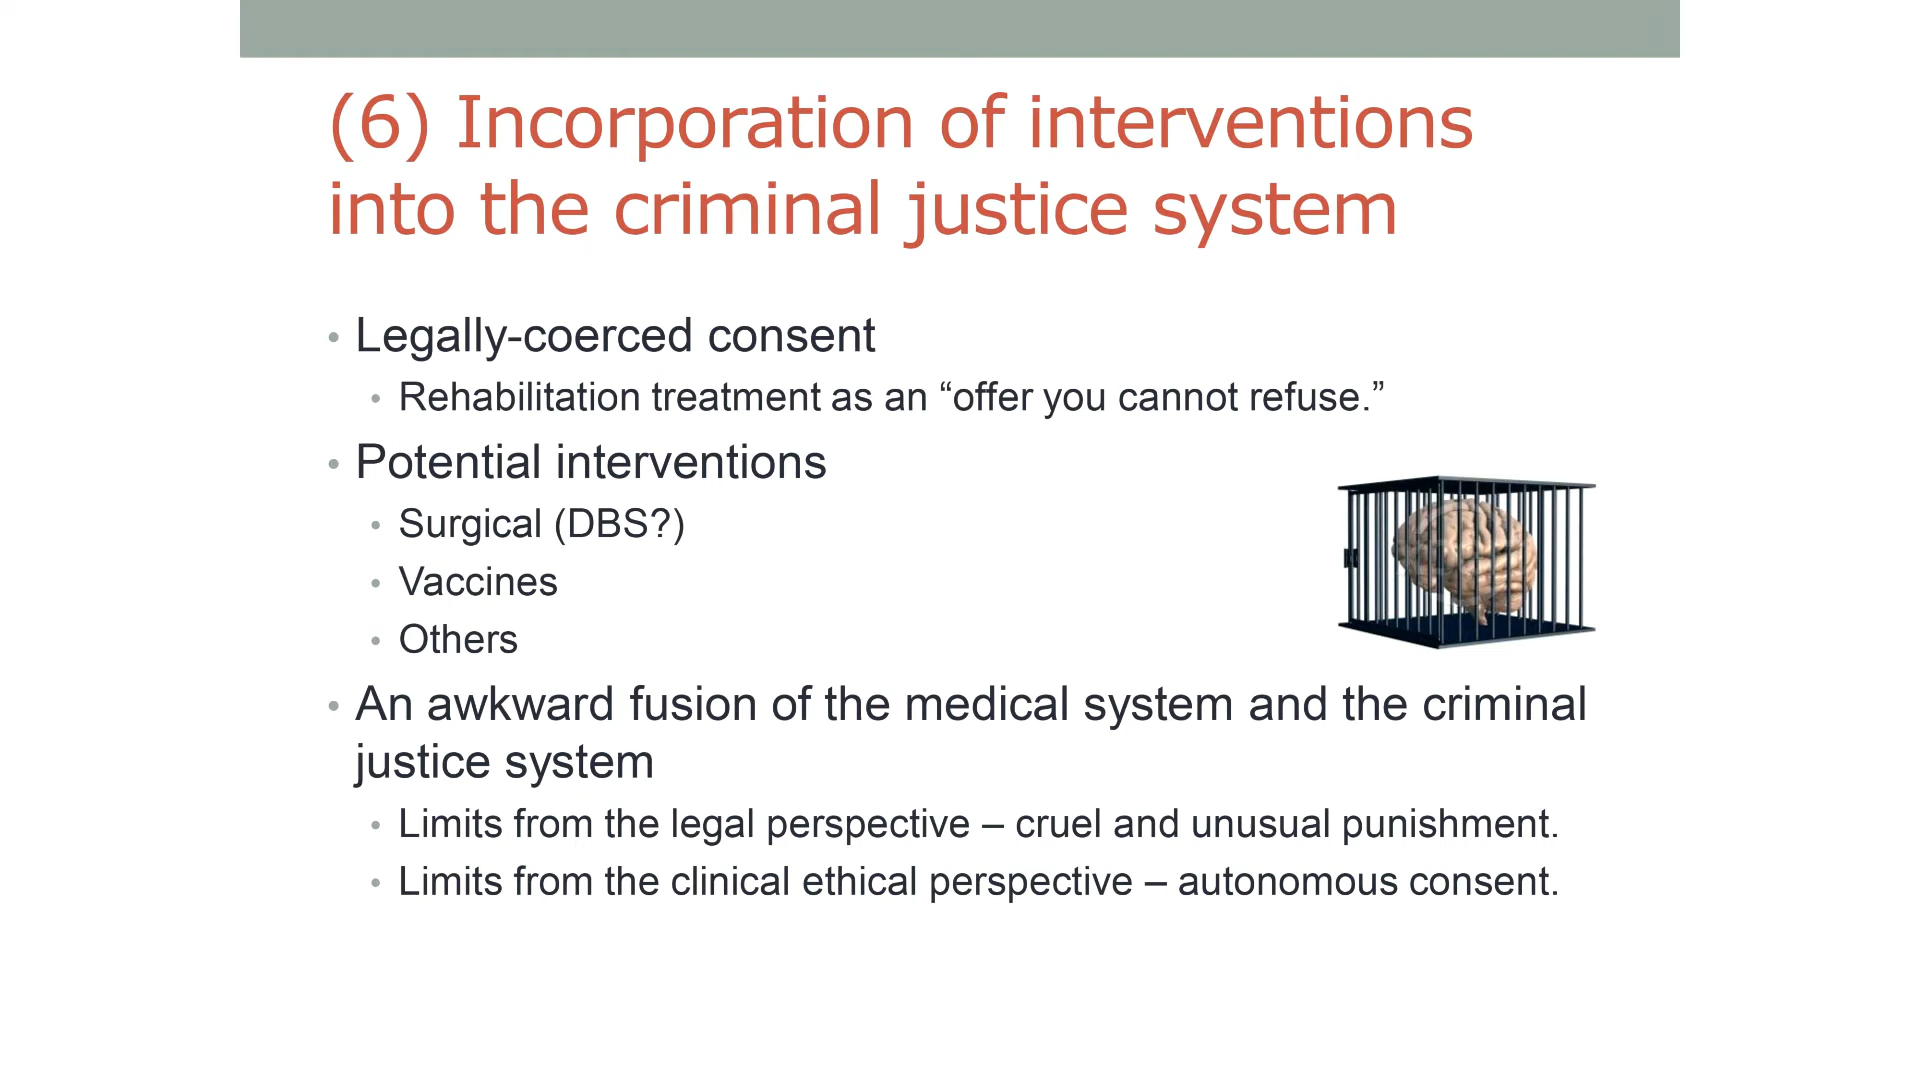 (6) Incorporation of interventions
into the criminal justice system
• Legally-coerced consent
• Rehabilitation treatment as an “offer you cannot refuse.”
• Potential interventions
• Surgical (DBS?)
• Vaccines
• Others
• An awkward fusion of the medical system and the criminal
justice system
• Limits from the legal perspective – cruel and unusual punishment.
• Limits from the clinical ethical perspective – autonomous consent.